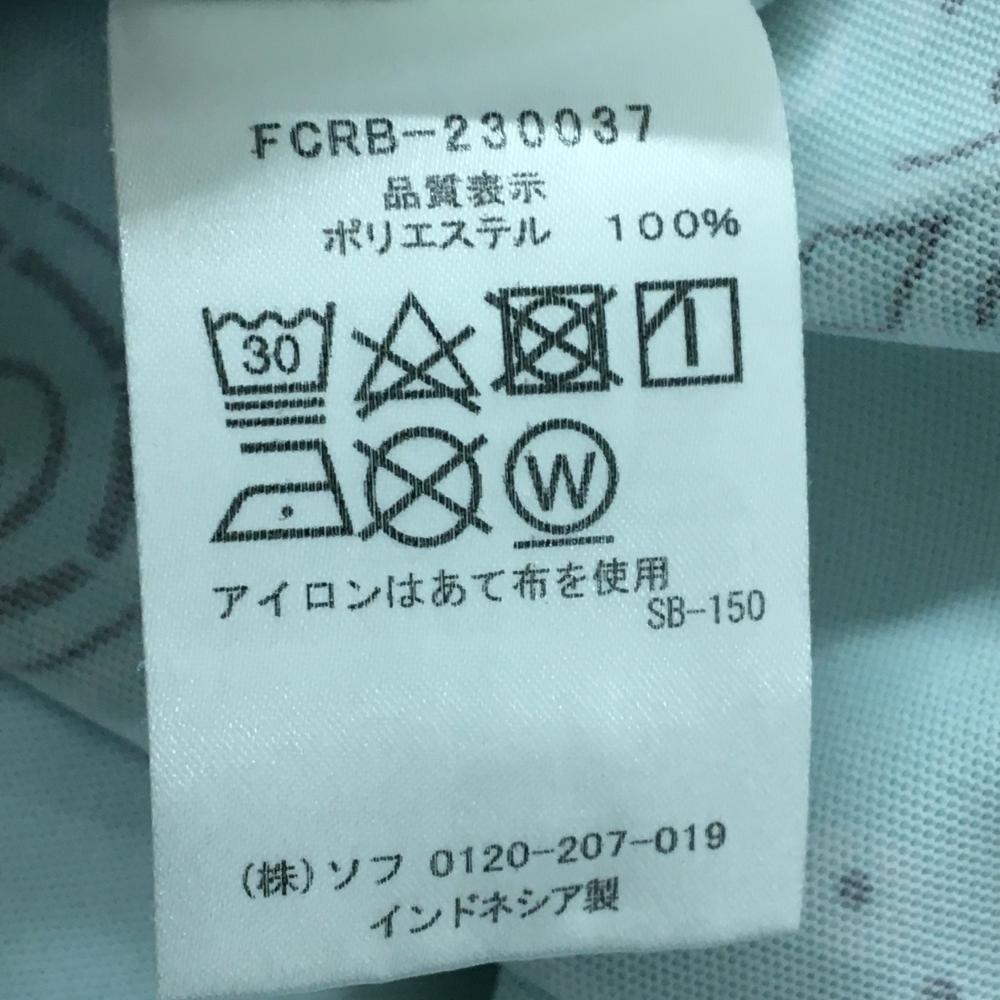 FCRB-230037
品質表示
ポリエステル 100%
30
W
アイロンはあて布を使用
SB-150
(株)ソフ 0120-207-019
インドネシア製